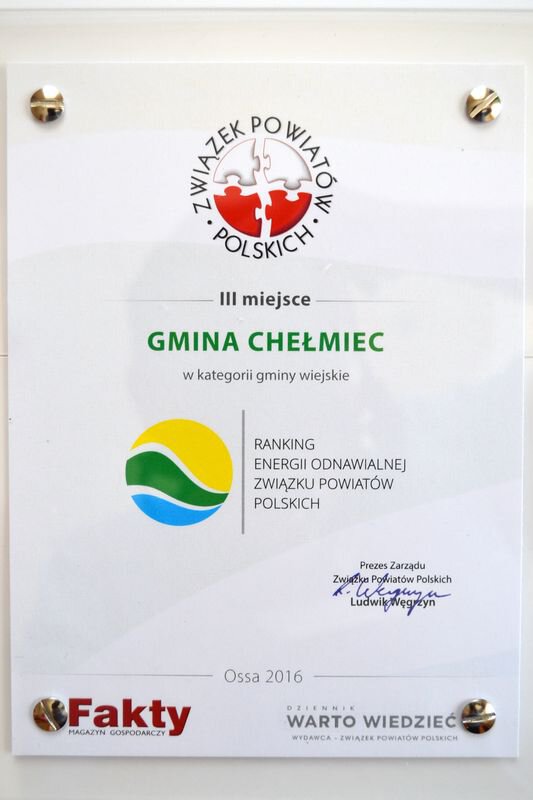 ZWIĄZEK POWIATÓW
• POLSKICH •
III miejsce
GMINA CHEŁMIEC
w kategorii gminy wiejskie
RANKING
ENERGII ODNAWIALNEJ
ZWIĄZKU POWIATÓW
POLSKICH
Prezes Zarządu
Związku Powiatów Polskich
Ludwik Węgrzyn
Ossa 2016
Fakty
MAGAZYN GOSPODARCZY
DZIENNIK
WARTO WIEDZIEĆ
WYDAWCA - ZWIĄZEK POWIATÓW POLSKICH